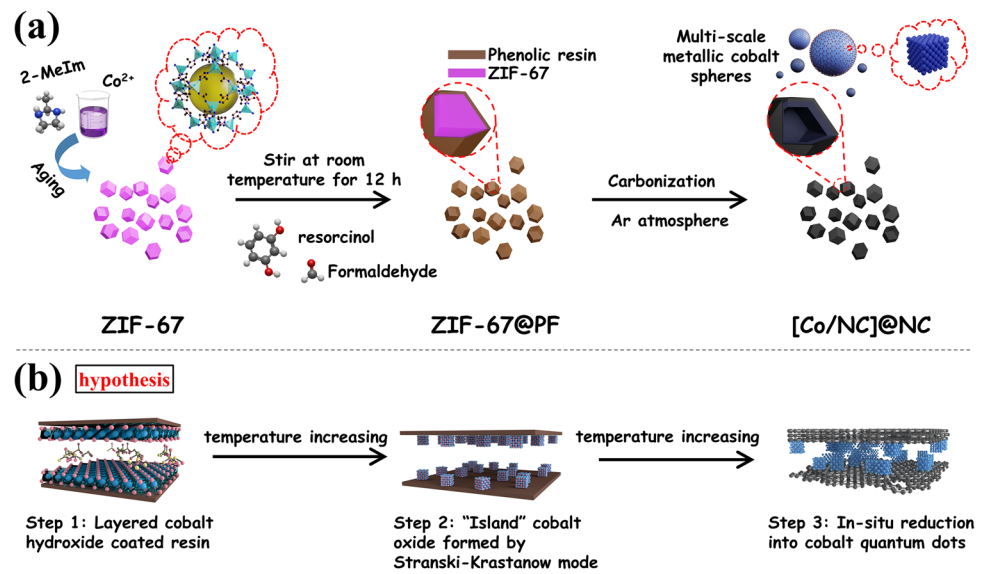 (a)
2-MeIm
Co2+
Aging
Stir at room
temperature for 12 h
resorcinol
Formaldehyde
Phenolic resin
ZIF-67
Carbonization
Ar atmosphere
Multi-scale
metallic cobalt
spheres
ZIF-67
ZIF-67@PF
[Co/NC]@NC
(b)
hypothesis
temperature increasing
temperature increasing
Step 1: Layered cobalt
hydroxide coated resin
Step 2: “Island” cobalt
oxide formed by
Stranski-Krastanow mode
Step 3: In-situ reduction
into cobalt quantum dots